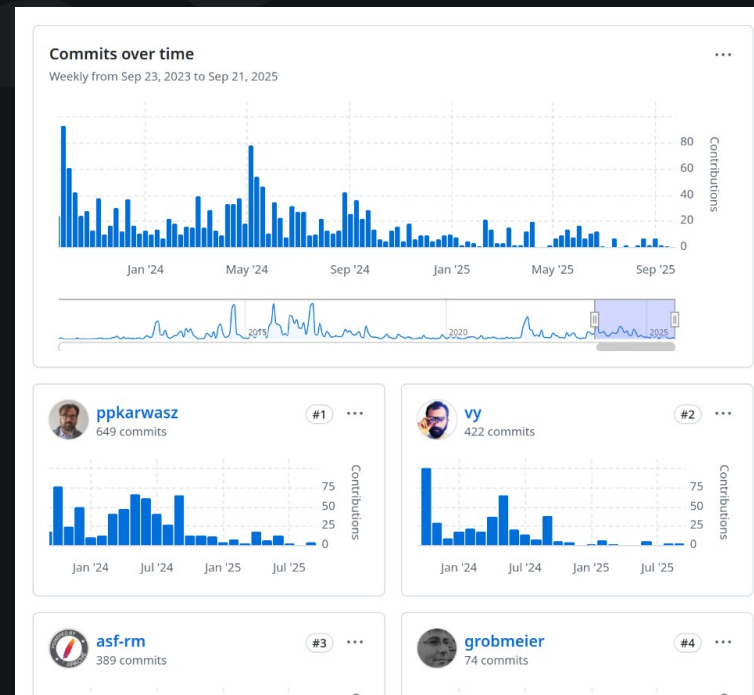 Commits over time
Weekly from Sep 23, 2023 to Sep 21, 2025
80
60
40
20
0
Contributions
Jan '24 May '24 Sep '24 Jan '25 May '25 Sep '25
2015 2020 2025
ppkarwasz #1
649 commits
75
50
25
0
Contributions
Jan '24 Jul '24 Jan '25 Jul '25
vy #2
422 commits
75
50
25
0
Contributions
Jan '24 Jul '24 Jan '25 Jul '25
asf-rm #3
389 commits
grobmeier #4
74 commits